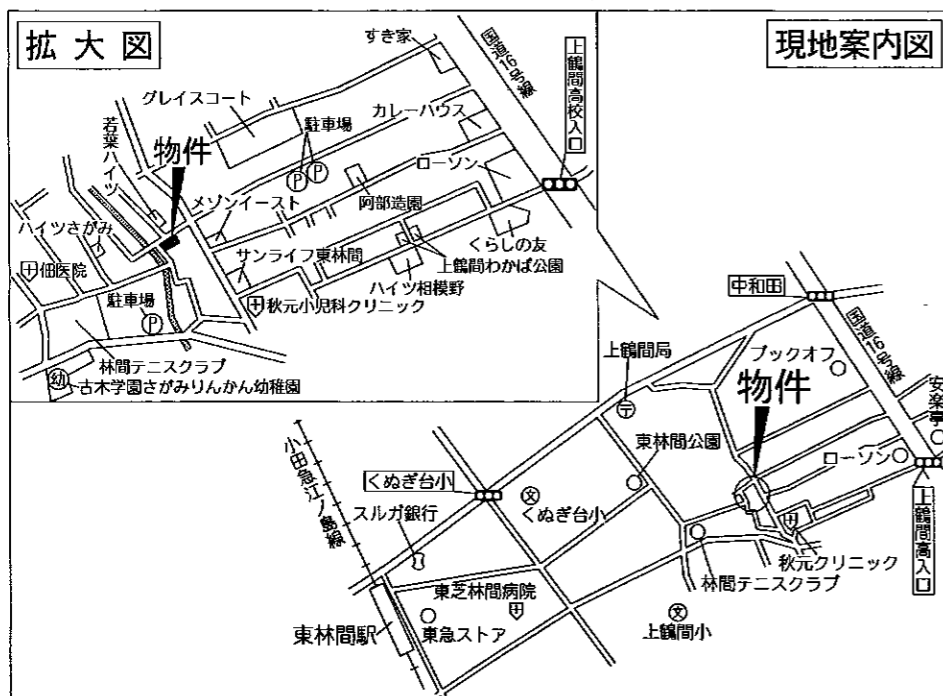 拡大図
すき家
国道16号線
上鶴間高校入口
グレイスコート
カレーハウス
若葉ハイツ
駐車場
物件
P
P
ローソン
メゾンイースト
阿部造園
ハイツさがみ
くらしの友
サンライフ東林間
上鶴間わかば公園
佃医院
ハイツ相模野
駐車場
秋元小児科クリニック
P
林間テニスクラブ
幼
古木学園さがみりんかん幼稚園
現地案内図
中和田
国道16号線
上鶴間局
〒
ブックオフ
物件
安楽亭
東林間公園
ローソン
小田急江ノ島線
くぬぎ台小
文
くぬぎ台小
スルガ銀行
上鶴間高入口
秋元クリニック
林間テニスクラブ
東芝林間病院
文
東林間駅
東急ストア
上鶴間小